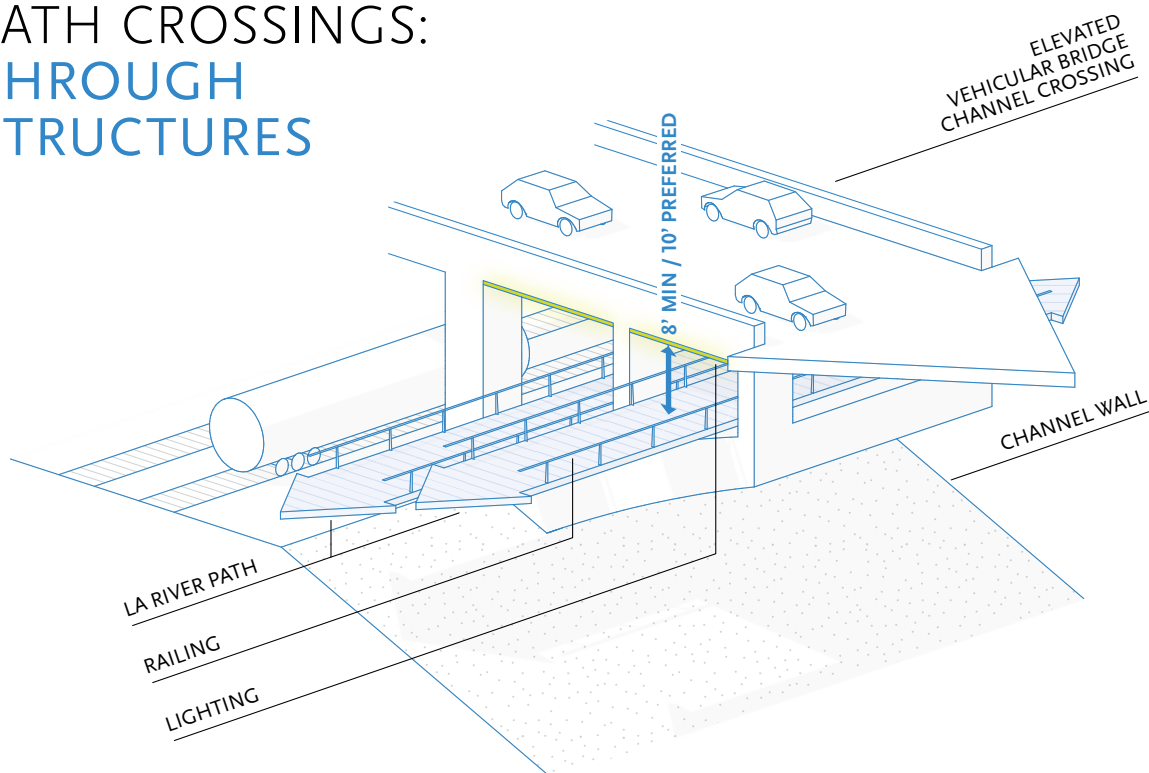 ATH CROSSINGS:
HROUGH
TRUCTURES
ELEVATED
VEHICULAR BRIDGE
CHANNEL CROSSING
8' MIN / 10' PREFERRED
CHANNEL WALL
LA RIVER PATH
RAILING
LIGHTING